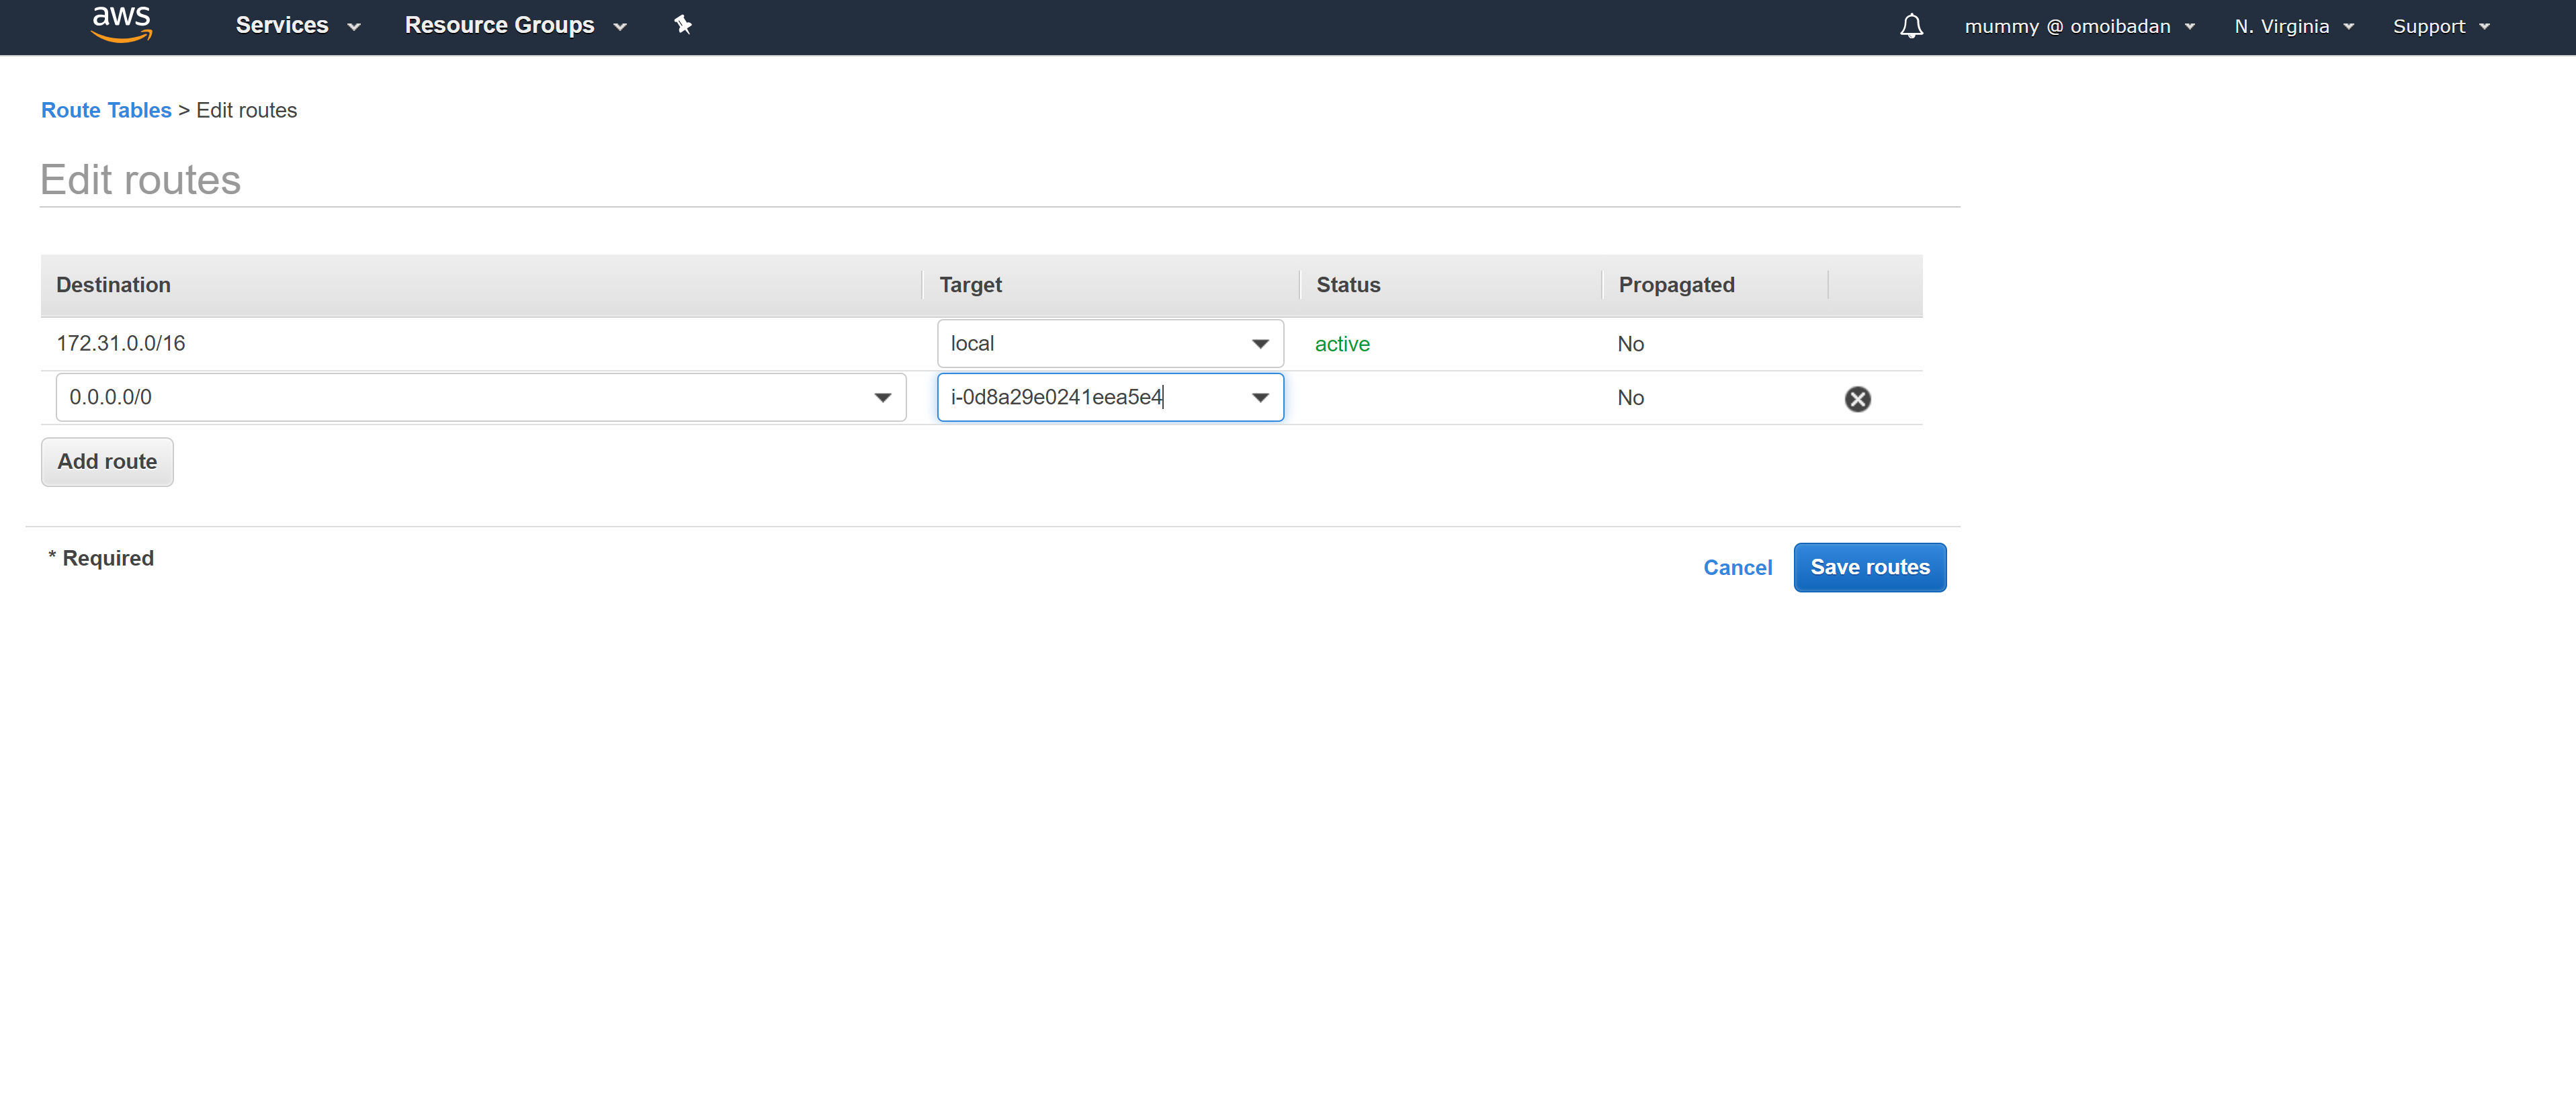 aws Services Resource Groups mummy @ omoibadan N. Virginia Support
Route Tables > Edit routes
Edit routes
Destination Target Status Propagated
172.31.0.0/16 local active No
0.0.0.0/0 i-0d8a29e0241eea5e4 No
Add route
* Required
Cancel Save routes